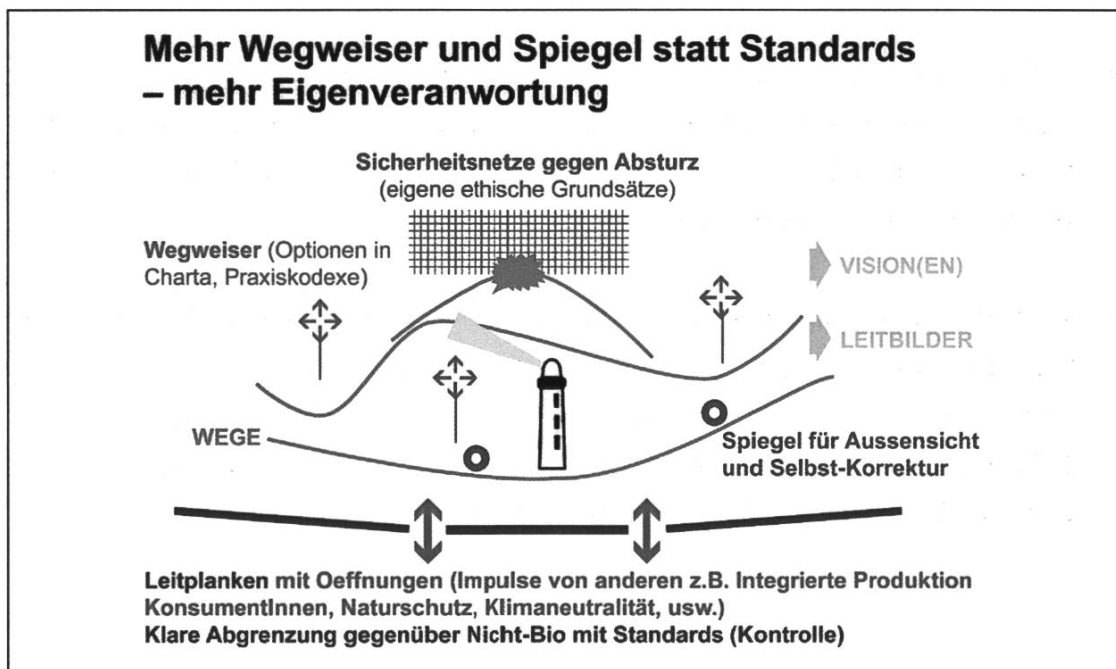 Mehr Wegweiser und Spiegel statt Standards
– mehr Eigenveranwortung
Sicherheitsnetze gegen Absturz
(eigene ethische Grundsätze)
Wegweiser (Optionen in
Charta, Praxiskodexe)
VISION(EN)
LEITBILDER
WEGE
Spiegel für Aussensicht
und Selbst-Korrektur
Leitplanken mit Oeffnungen (Impulse von anderen z.B. Integrierte Produktion
KonsumentInnen, Naturschutz, Klimaneutralität, usw.)
Klare Abgrenzung gegenüber Nicht-Bio mit Standards (Kontrolle)